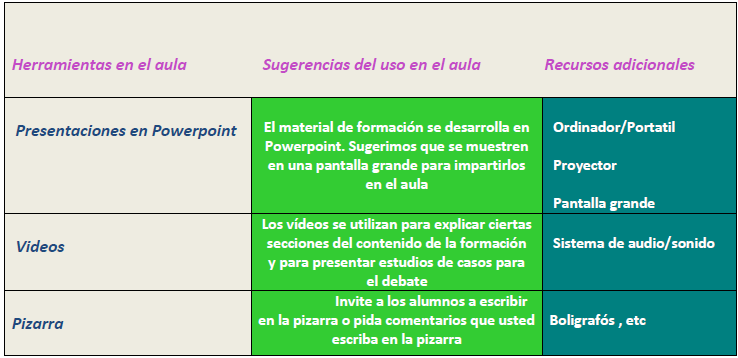 Herramientas en el aula
Sugerencias del uso en el aula
Recursos adicionales
Presentaciones en Powerpoint
El material de formación se desarrolla en
Powerpoint. Sugerimos que se muestren
en una pantalla grande para impartirlos
en el aula
Ordinador/Portatil
Proyector
Pantalla grande
Videos
Los vídeos se utilizan para explicar ciertas
secciones del contenido de la formación
y para presentar estudios de casos para
el debate
Sistema de audio/sonido
Pizarra
Invite a los alumnos a escribir
en la pizarra o pida comentarios que usted
escriba en la pizarra
Boligrafós , etc